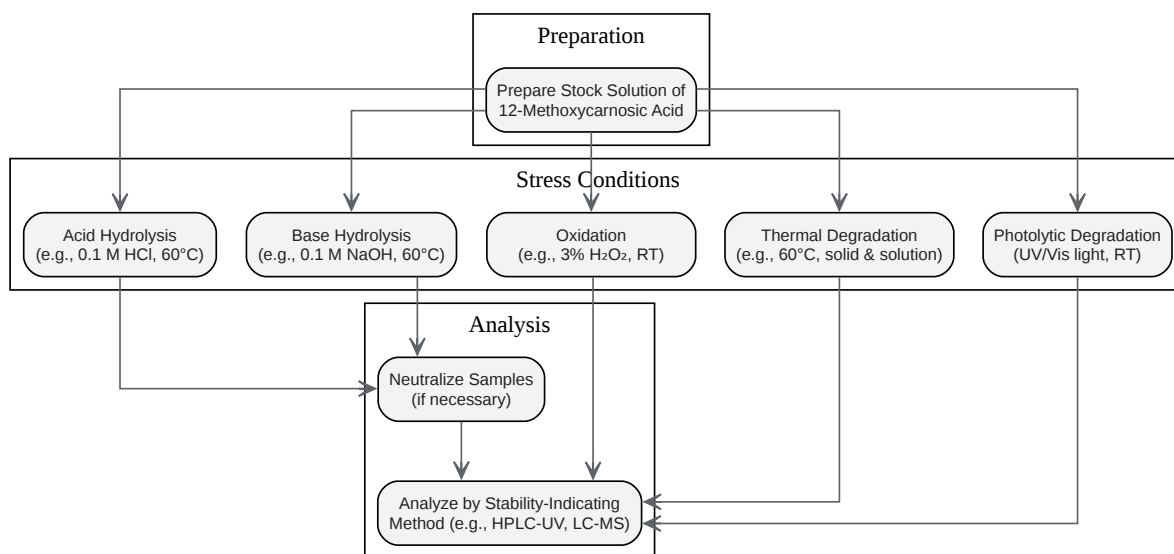 Preparation
Prepare Stock Solution of
12-Methoxycarnosic Acid
Stress Conditions
Acid Hydrolysis
(e.g., 0.1 M HCl, 60°C)
Base Hydrolysis
(e.g., 0.1 M NaOH, 60°C)
Oxidation
(e.g., 3% H₂O₂, RT)
Thermal Degradation
(e.g., 60°C, solid & solution)
Photolytic Degradation
(UV/Vis light, RT)
Analysis
Neutralize Samples
(if necessary)
Analyze by Stability-Indicating
Method (e.g., HPLC-UV, LC-MS)